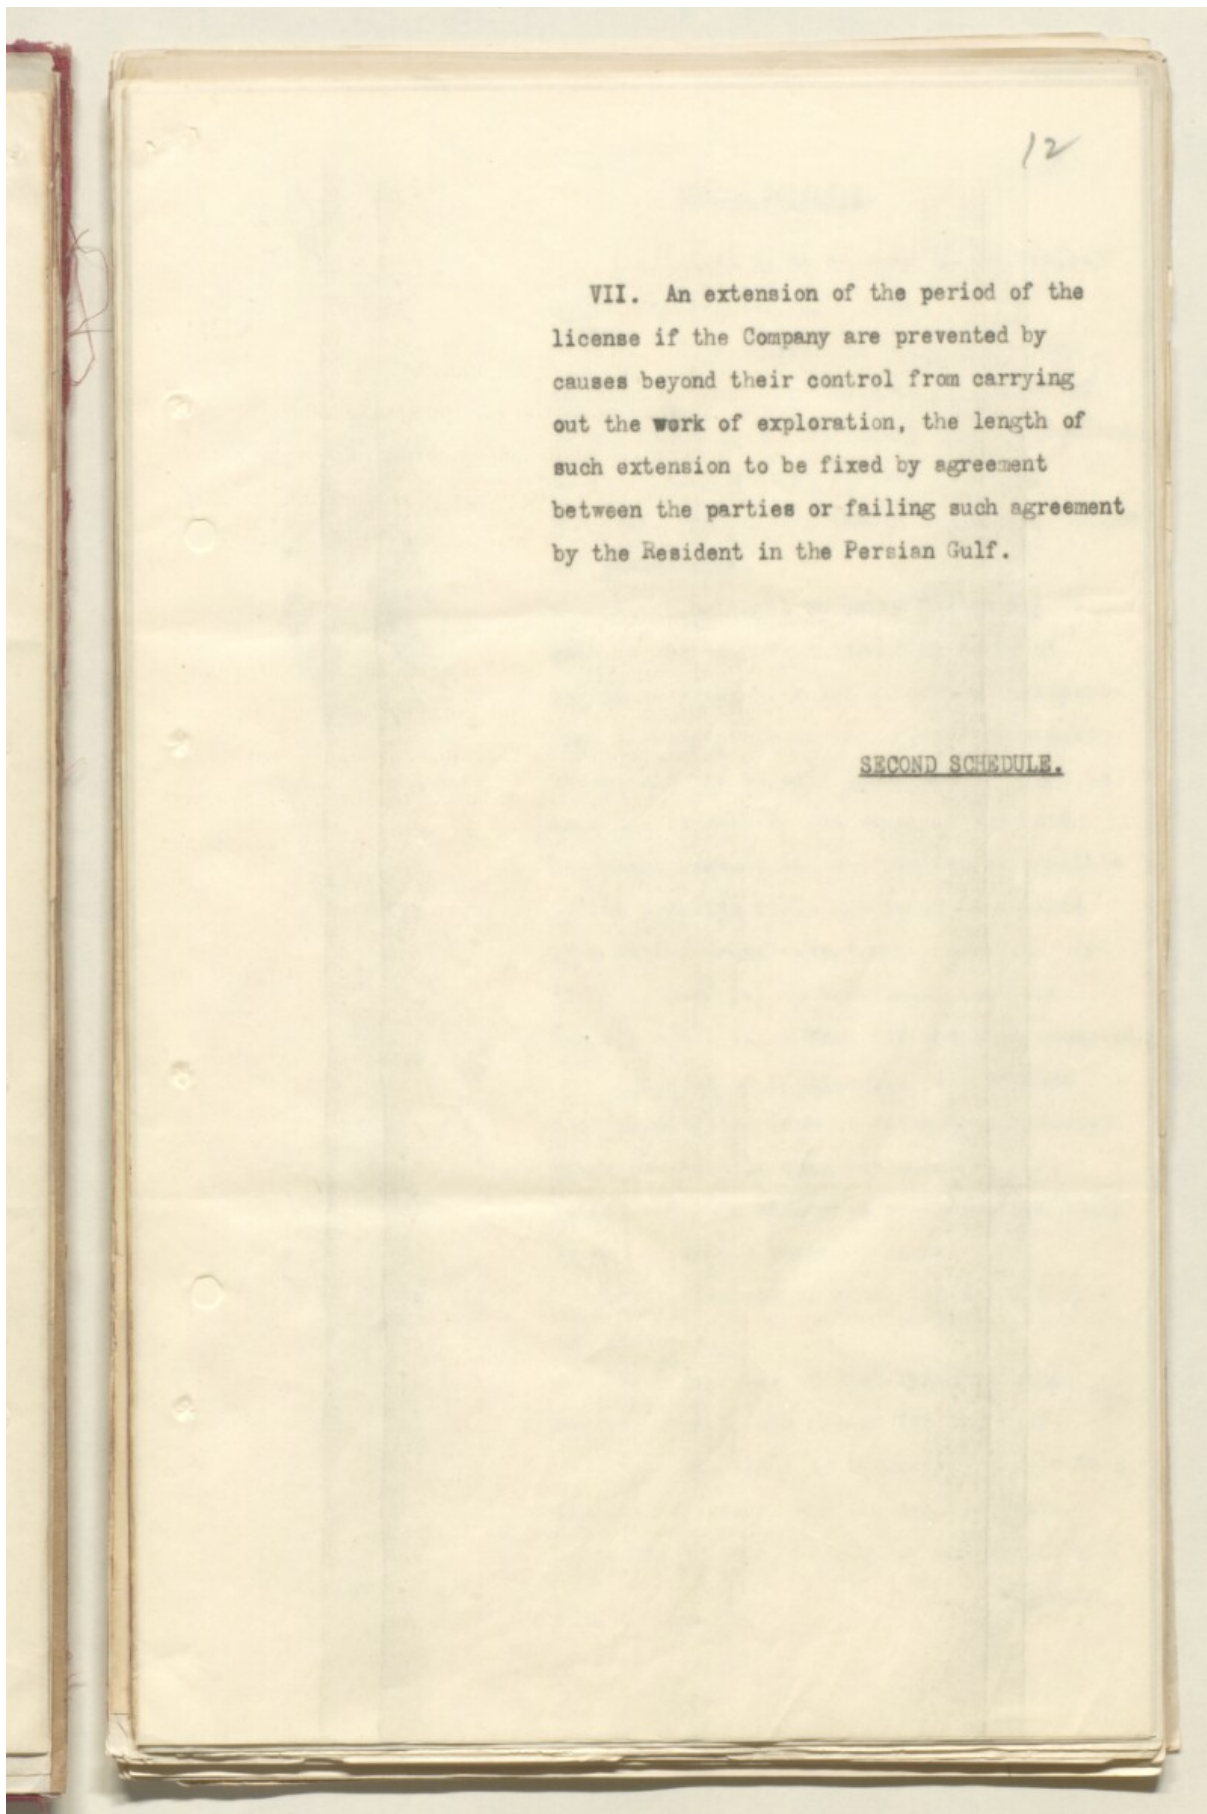 12
VII. An extension of the period of the
license if the Company are prevented by
causes beyond their control from carrying
out the work of exploration, the length of
such extension to be fixed by agreement
between the parties or failing such agreement
by the Resident in the Persian Gulf.
SECOND SCHEDULE.